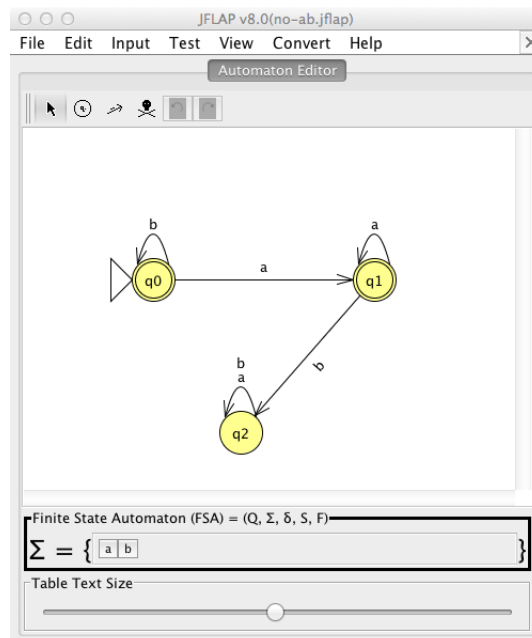 JFLAP v8.0(no-ab.jflap)
File Edit Input Test View Convert Help
Automaton Editor
b
a
a
q0
q1
b
b
a
q2
Finite State Automaton (FSA) = (Q, Σ, δ, S, F)
Σ = { a b }
Table Text Size